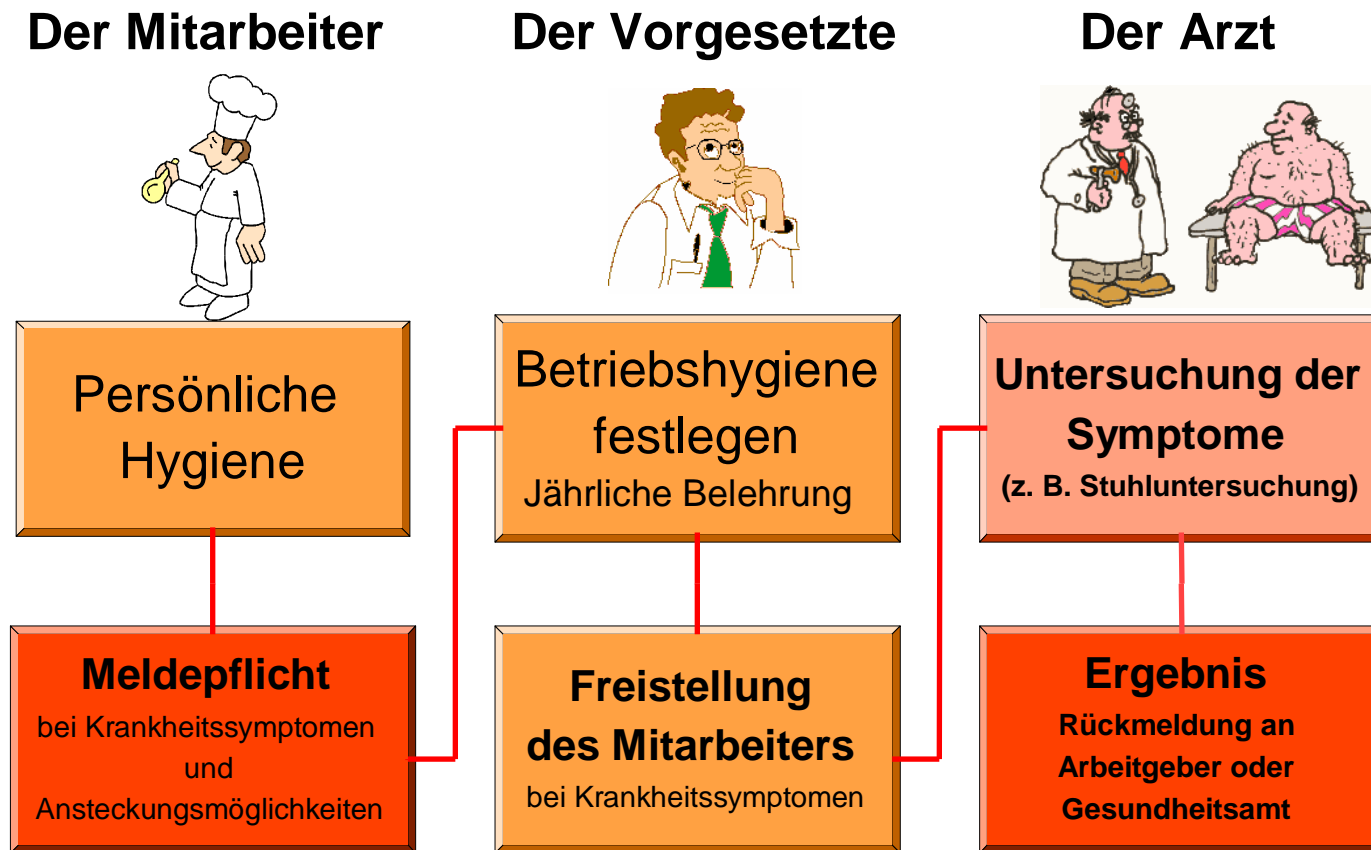 Der Mitarbeiter
Der Vorgesetzte
Der Arzt
Persönliche
Hygiene
Betriebshygiene
festlegen
Jährliche Belehrung
Untersuchung der
Symptome
(z. B. Stuhluntersuchung)
Meldepflicht
bei Krankheitssymptomen
und
Ansteckungsmöglichkeiten
Freistellung
des Mitarbeiters
bei Krankheitssymptomen
Ergebnis
Rückmeldung an
Arbeitgeber oder
Gesundheitsamt